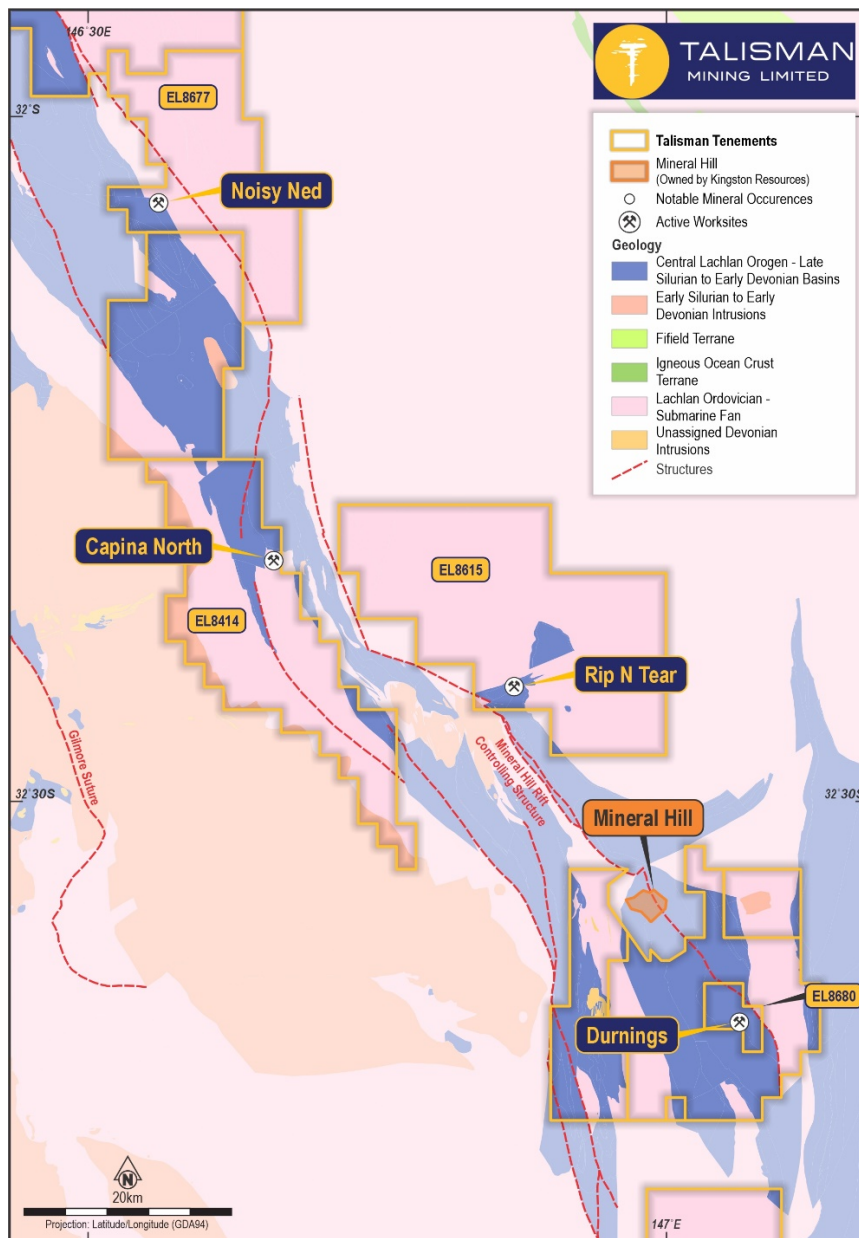 146°30'E
TALISMAN
MINING LIMITED
EL8677
32°S
Talisman Tenements
Mineral Hill
(Owned by Kingston Resources)
Notable Mineral Occurences
Active Worksites
Geology
Central Lachlan Orogen - Late
Silurian to Early Devonian Basins
Early Silurian to Early
Devonian Intrusions
Fifield Terrane
Igneous Ocean Crust
Terrane
Lachlan Ordovician -
Submarine Fan
Unassigned Devonian
Intrusions
Structures
Noisy Ned
Capina North
EL8615
EL8414
Rip N Tear
Gilmore Suture
Mineral Hill Rift
Controlling Structure
32°30'S
32°30'S
Mineral Hill
EL8680
Durnings
N
20km
Projection: Latitude/Longitude (GDA94)
147°E